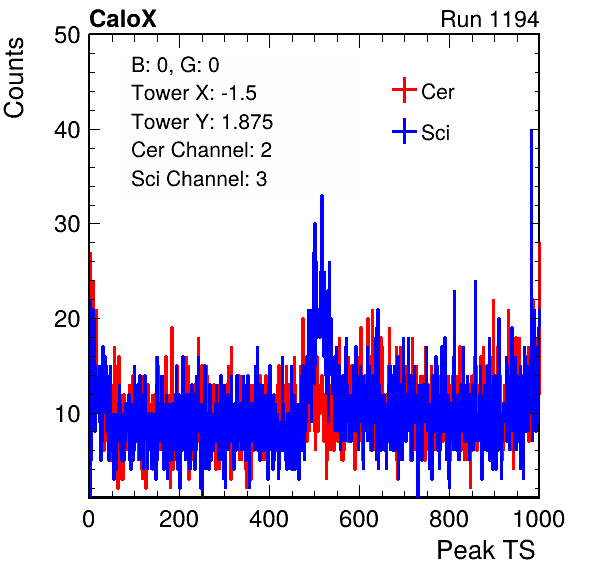 CaloX Run 1194
Counts
50
40
30
20
10
B: 0, G: 0
Tower X: -1.5
Tower Y: 1.875
Cer Channel: 2
Sci Channel: 3
Cer
Sci
0 200 400 600 800 1000
Peak TS